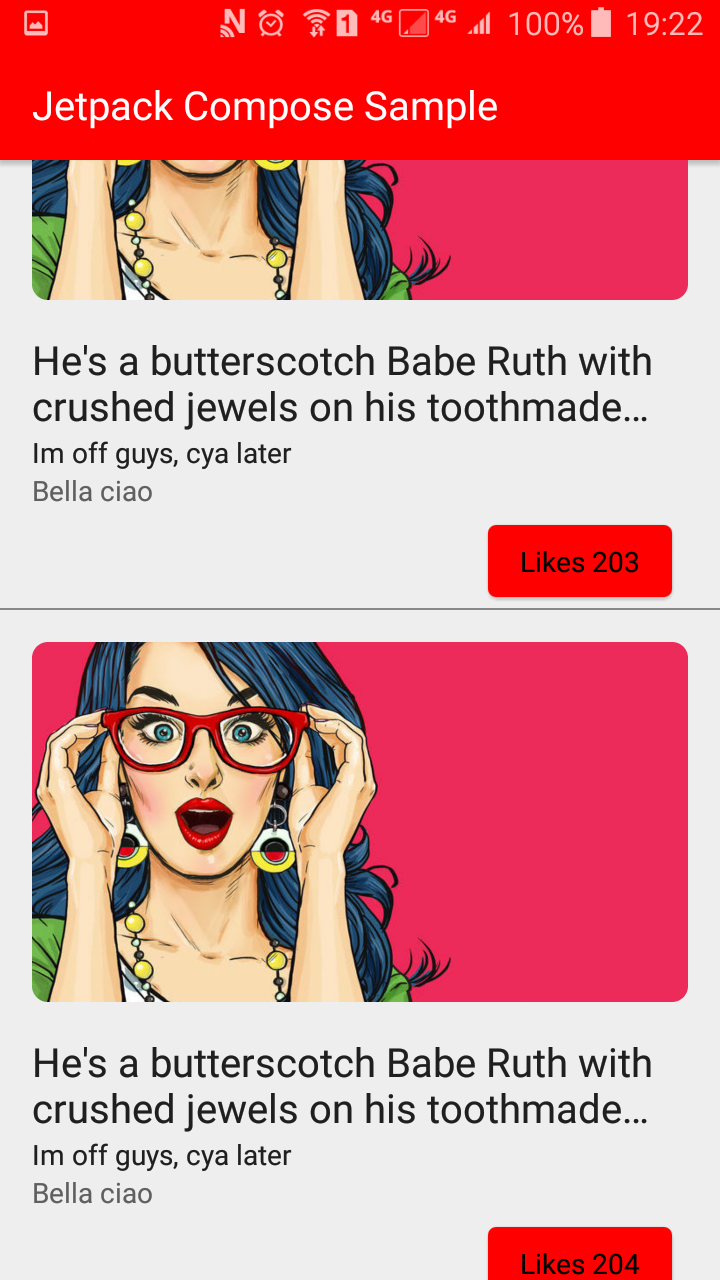 1 4G 4G 100% 19:22
Jetpack Compose Sample
He's a butterscotch Babe Ruth with
crushed jewels on his toothmade…
Im off guys, cya later
Bella ciao
Likes 203
He's a butterscotch Babe Ruth with
crushed jewels on his toothmade…
Im off guys, cya later
Bella ciao
Likes 204